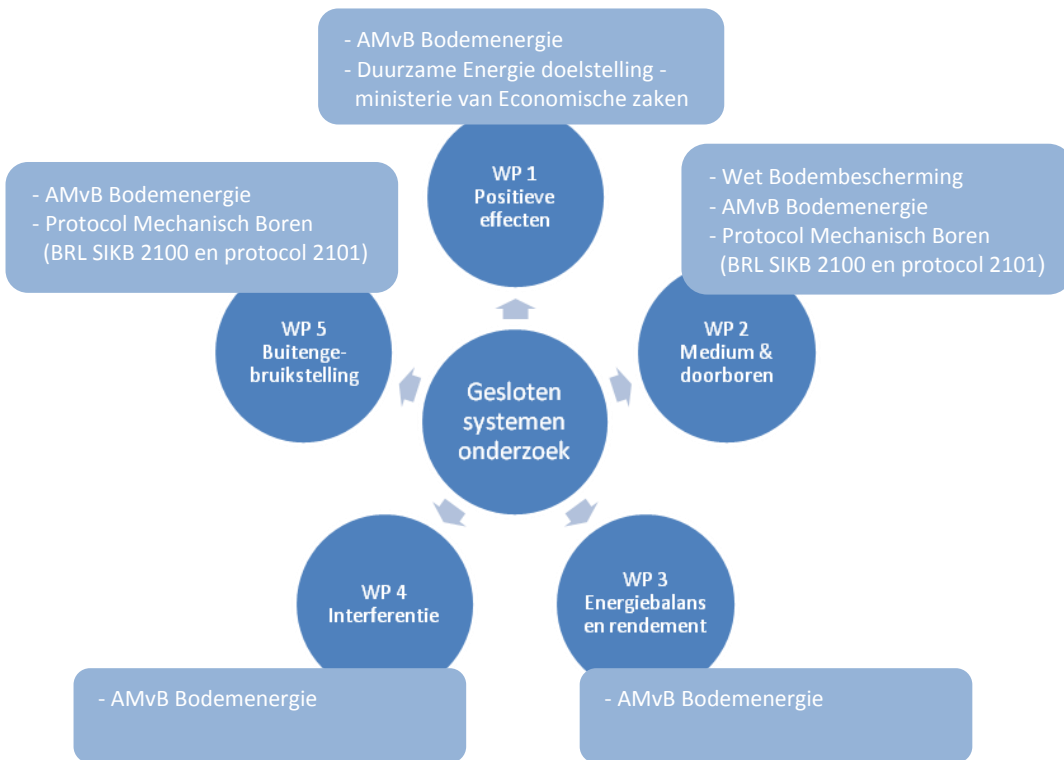 - AMvB Bodemenergie
- Duurzame Energie doelstelling -
ministerie van Economische zaken
WP 1
Positieve
effecten
- Wet Bodembescherming
- AMvB Bodemenergie
- Protocol Mechanisch Boren
(BRL SIKB 2100 en protocol 2101)
WP 2
Medium &
doorboren
- AMvB Bodemenergie
- Protocol Mechanisch Boren
(BRL SIKB 2100 en protocol 2101)
WP 5
Buitenge-
bruikstelling
Gesloten
systemen
onderzoek
WP 4
Interferentie
- AMvB Bodemenergie
WP 3
Energiebalans
en rendement
- AMvB Bodemenergie